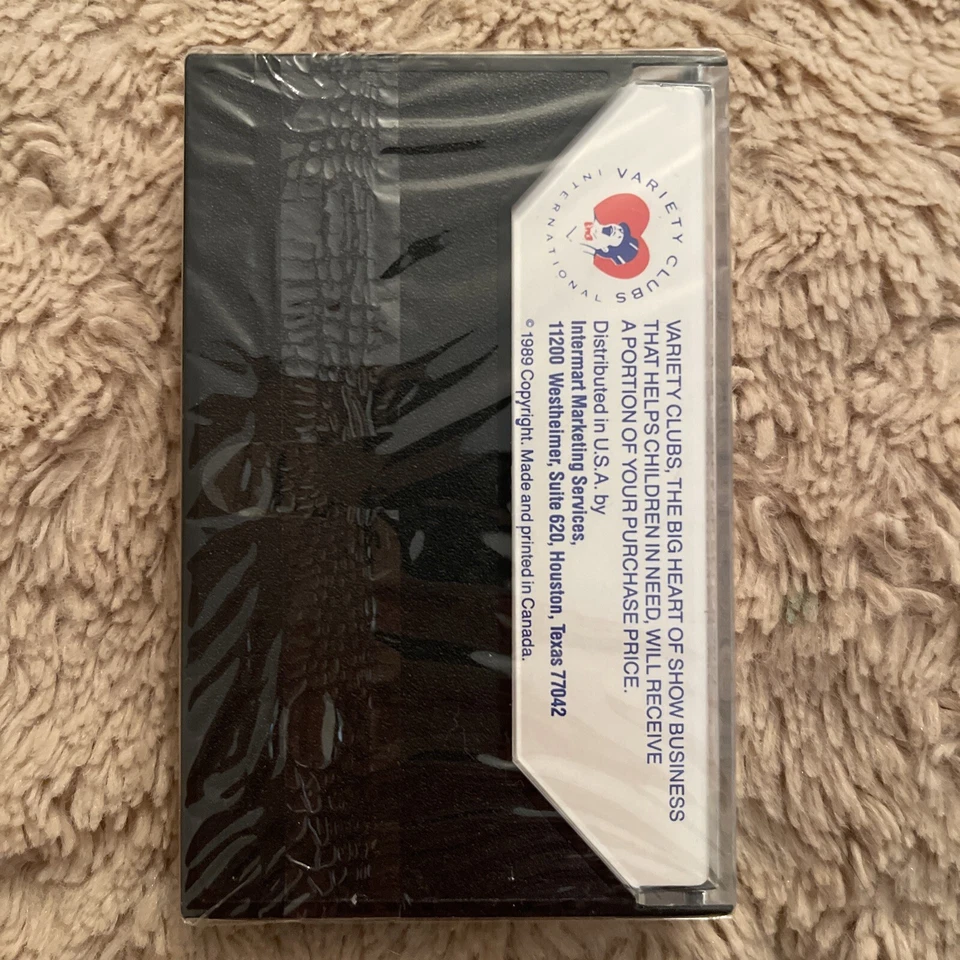 VARIETY CLUBS
INTERNATIONAL
VARIETY CLUBS, THE BIG HEART OF SHOW BUSINESS
THAT HELPS CHILDREN IN NEED, WILL RECEIVE
A PORTION OF YOUR PURCHASE PRICE.
Distributed in U.S.A. by
Intermart Marketing Services,
11200 Westheimer, Suite 620, Houston, Texas 77042
© 1989 Copyright. Made and printed in Canada.